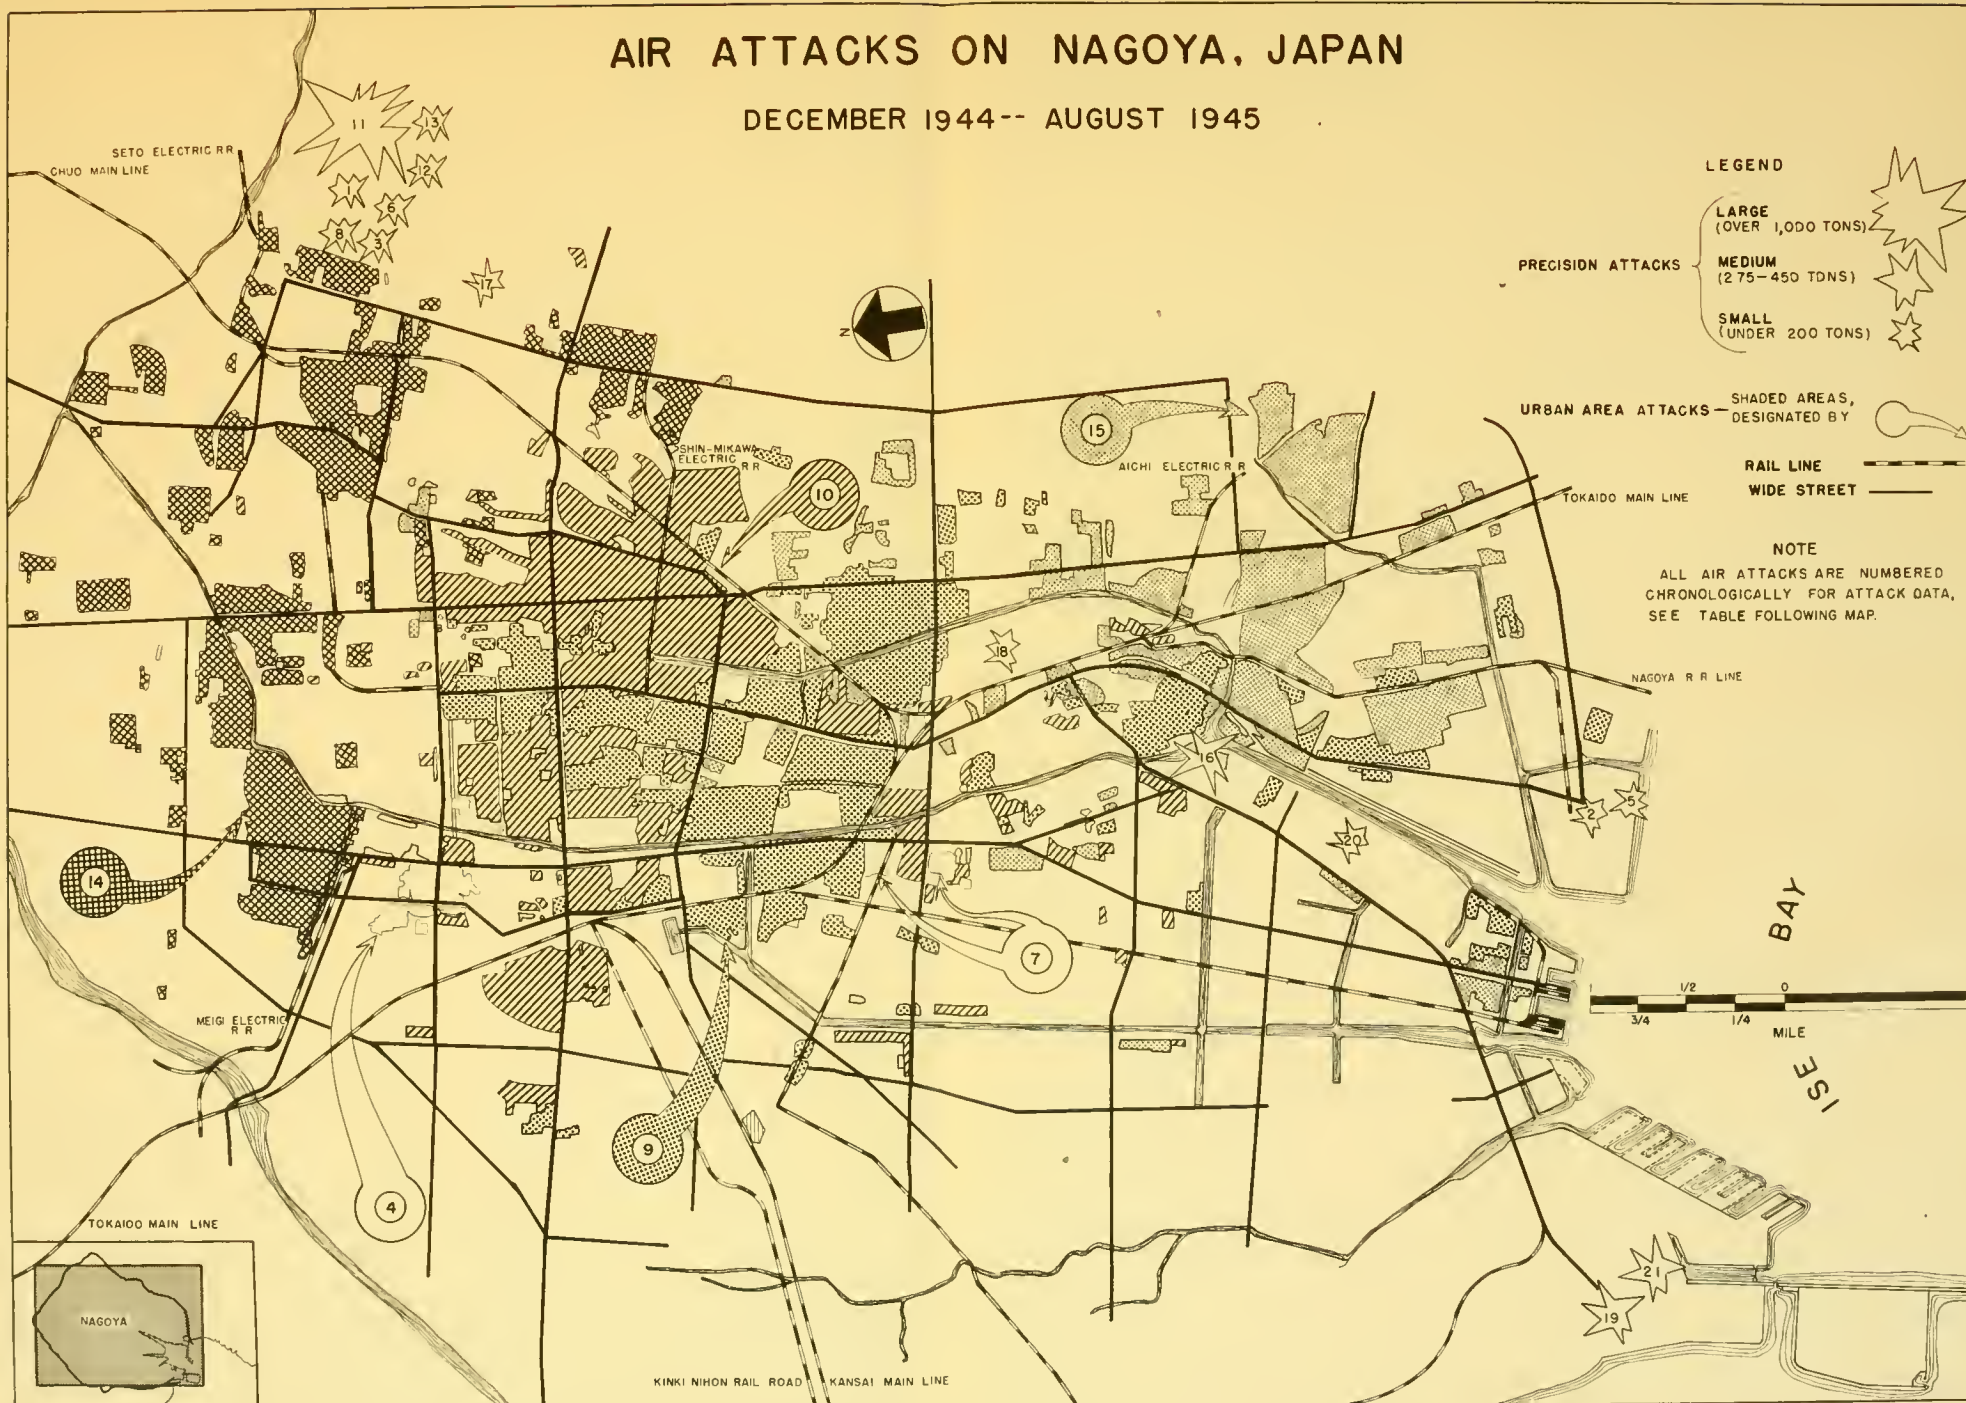 AIR ATTACKS ON NAGOYA, JAPAN
DECEMBER 1944-- AUGUST 1945
LEGEND
PRECISION ATTACKS
LARGE
(OVER 1,000 TONS)
MEDIUM
(275-450 TONS)
SMALL
(UNDER 200 TONS)
URBAN AREA ATTACKS — SHADED AREAS,
DESIGNATED BY
RAIL LINE
WIDE STREET
NOTE
ALL AIR ATTACKS ARE NUMBERED
CHRONOLOGICALLY FOR ATTACK DATA,
SEE TABLE FOLLOWING MAP.
SETO ELECTRIC RR
CHUO MAIN LINE
11
13
12
1
6
8
3
17
N
15
SHIN-MIKAWA
ELECTRIC
R R
10
AICHI ELECTRIC R R
TOKAIDO MAIN LINE
18
NAGOYA R R LINE
16
2
5
20
14
7
BAY
ISE
1
1/2
0
3/4
1/4
MILE
MEIGI ELECTRIC
R R
9
4
TOKAIDO MAIN LINE
NAGOYA
21
19
KINKI NIHON RAIL ROAD
KANSAI MAIN LINE